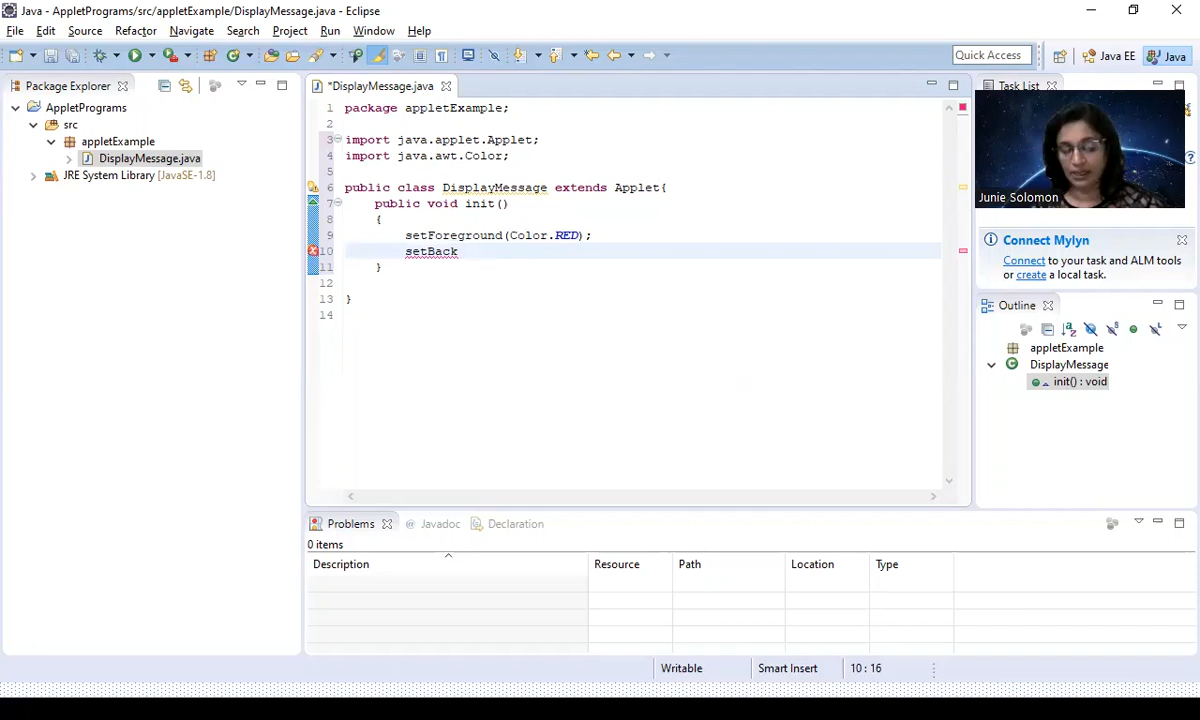 Java - AppletPrograms/src/appletExample/DisplayMessage.java - Eclipse
File Edit Source Refactor Navigate Search Project Run Window Help
Quick Access Java EE Java
Package Explorer
AppletPrograms
src
appletExample
DisplayMessage.java
JRE System Library [JavaSE-1.8]
*DisplayMessage.java
1 package appletExample;
2
3 import java.applet.Applet;
4 import java.awt.Color;
5
6 public class DisplayMessage extends Applet{
7 public void init()
8 {
9 setForeground(Color.RED);
10 setBack
11 }
12
13 }
14
Task List
Junie Solomon
Connect Mylyn
Connect to your task and ALM tools
or create a local task.
Outline
appletExample
DisplayMessage
init() : void
Problems @ Javadoc Declaration
0 items
Description Resource Path Location Type
Writable Smart Insert 10 : 16